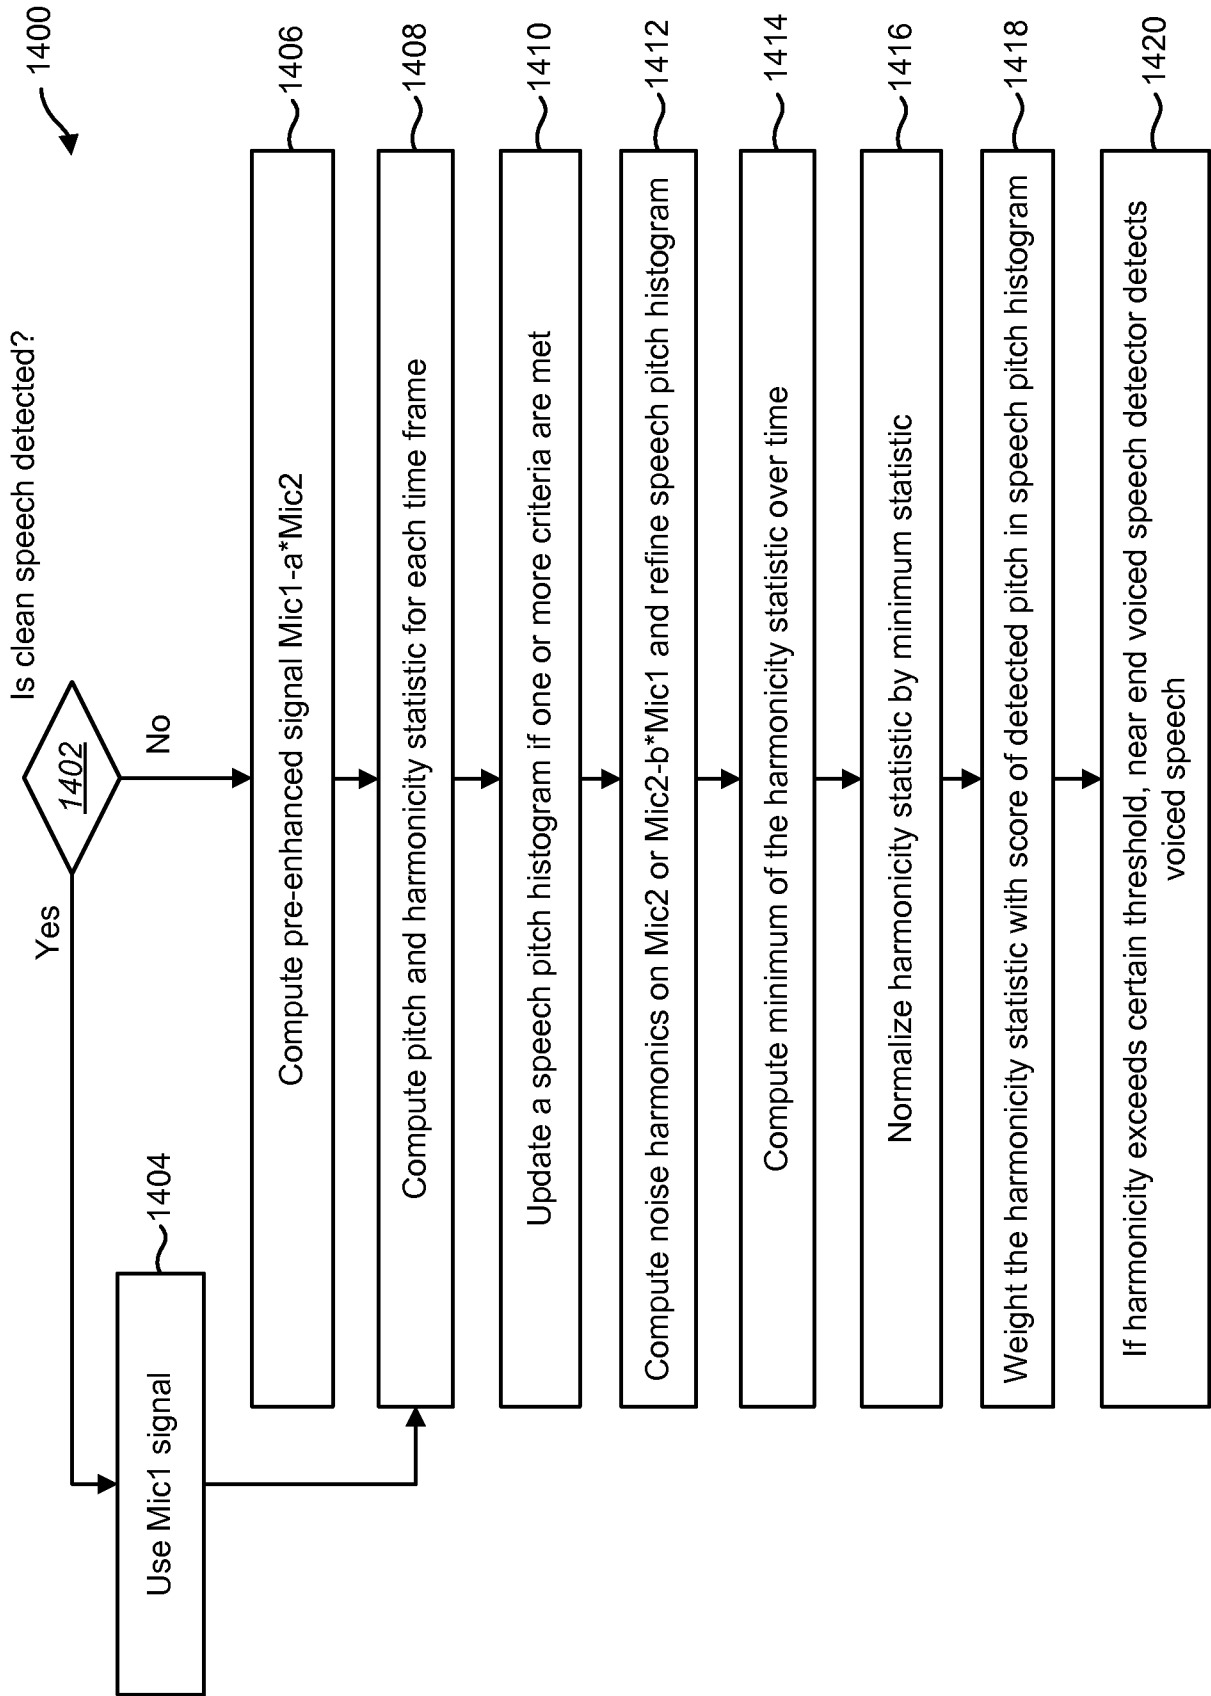 1400
Is clean speech detected?
1402
Yes
No
Use Mic1 signal
1404
Compute pre-enhanced signal Mic1-a*Mic2
1406
Compute pitch and harmonicity statistic for each time frame
1408
Update a speech pitch histogram if one or more criteria are met
1410
Compute noise harmonics on Mic2 or Mic2-b*Mic1 and refine speech pitch histogram
1412
Compute minimum of the harmonicity statistic over time
1414
Normalize harmonicity statistic by minimum statistic
1416
Weight the harmonicity statistic with score of detected pitch in speech pitch histogram
1418
If harmonicity exceeds certain threshold, near end voiced speech detector detects
voiced speech
1420